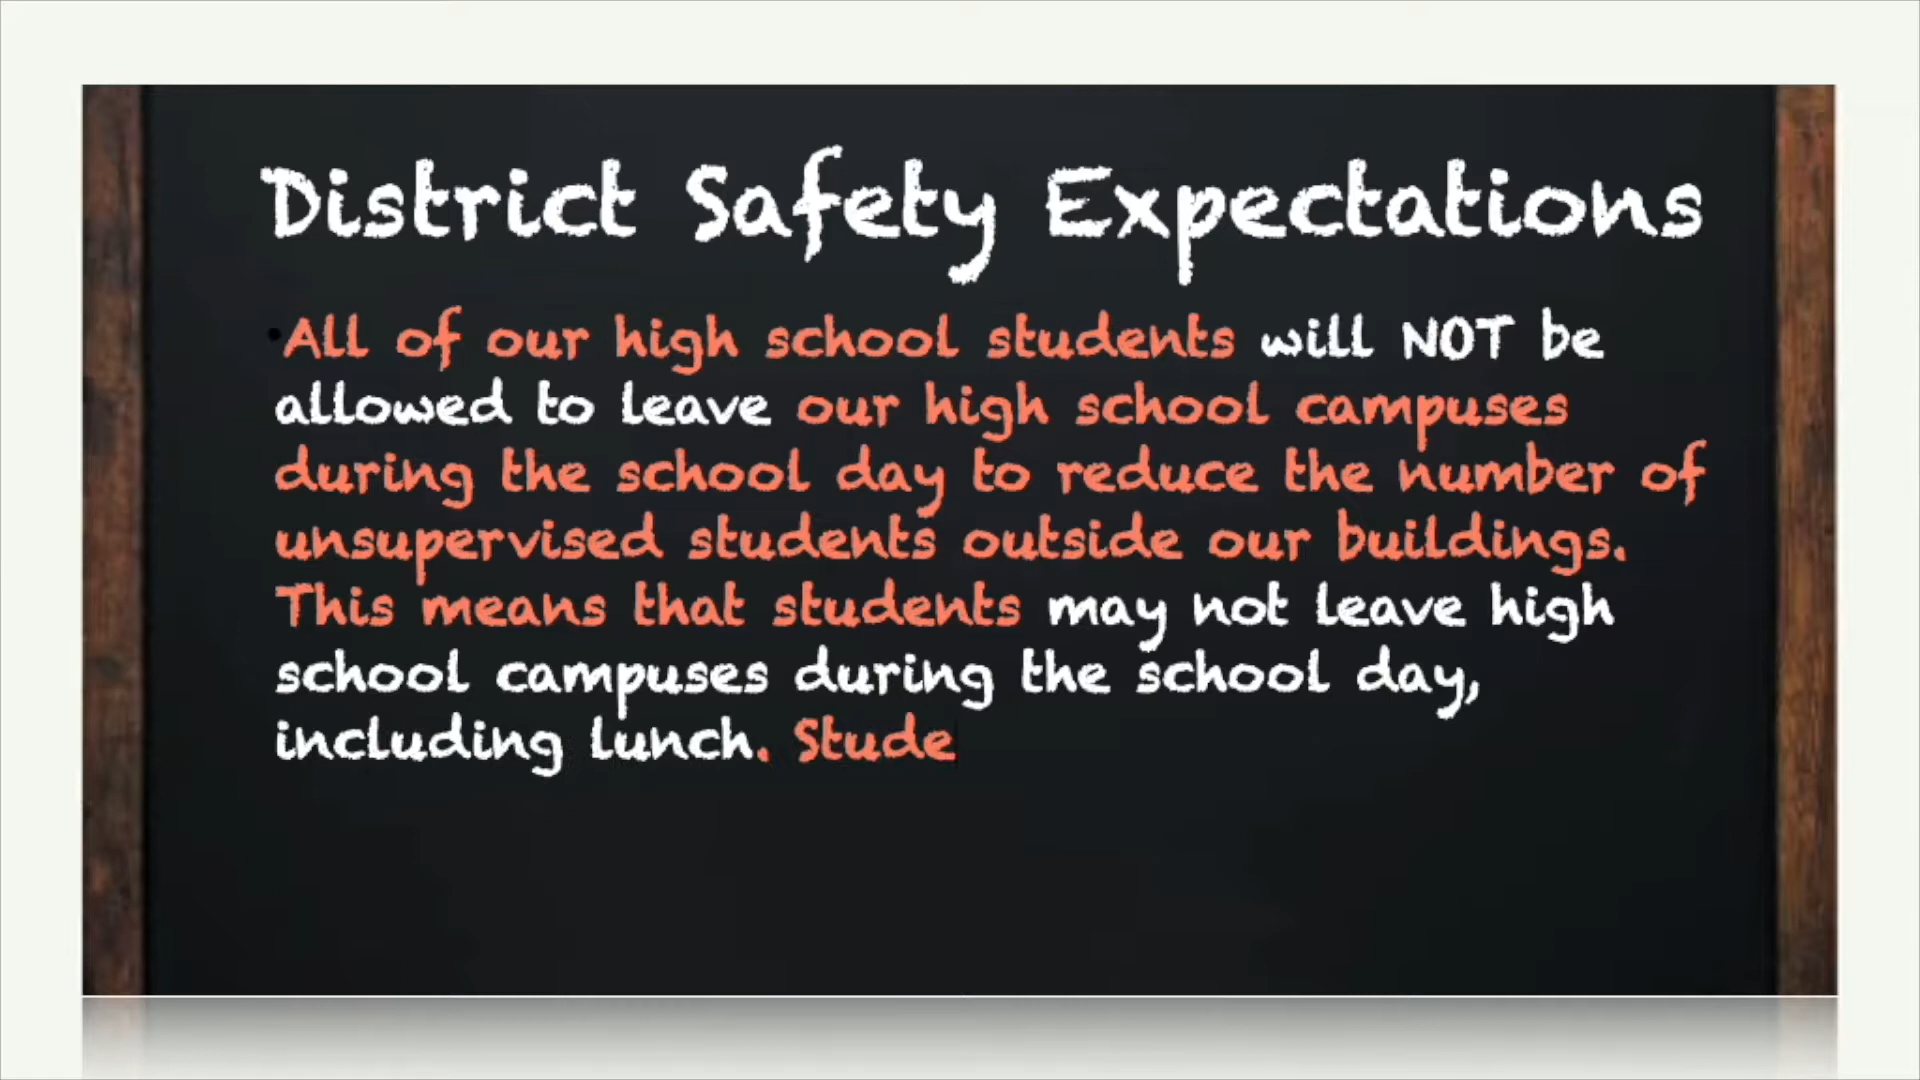 District Safety Expectations
•All of our high school students will NOT be
allowed to leave our high school campuses
during the school day to reduce the number of
unsupervised students outside our buildings.
This means that students may not leave high
school campuses during the school day,
including lunch. Stude